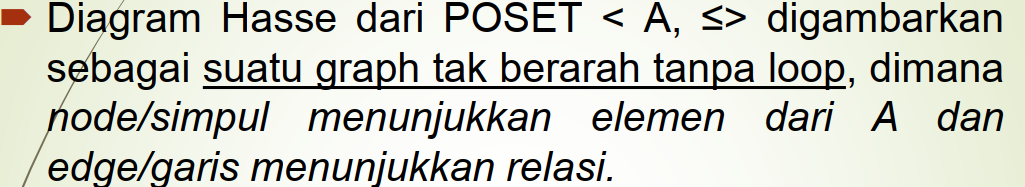 Diagram Hasse dari POSET < A, ≤> digambarkan
sebagai suatu graph tak berarah tanpa loop, dimana
node/simpul menunjukkan elemen dari A dan
edge/garis menunjukkan relasi.